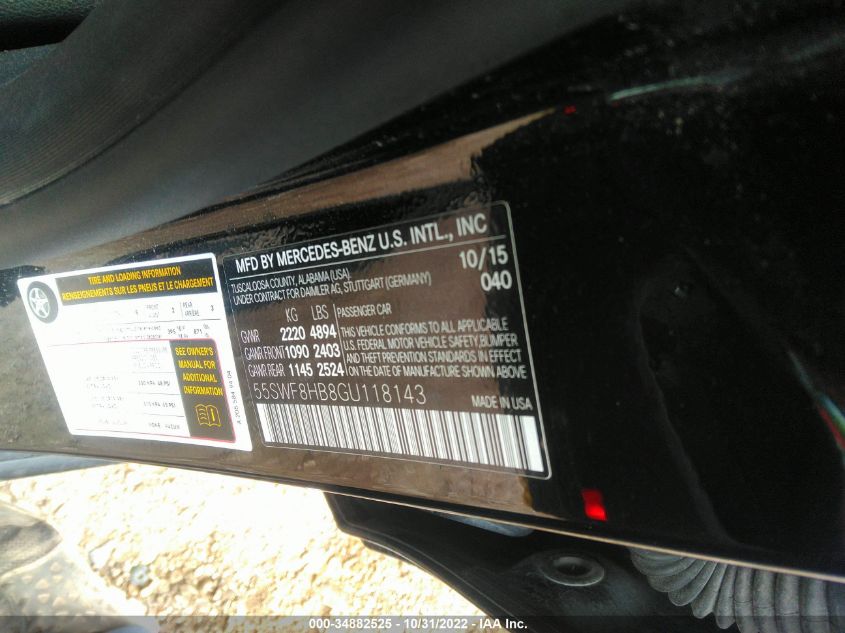 TIRE AND LOADING INFORMATION
RENSEIGNEMENTS SUR LES PNEUS ET LE CHARGEMENT
SEE OWNER'S
MANUAL FOR
ADDITIONAL
INFORMATION
MFD BY MERCEDES-BENZ U.S. INTL., INC
TUSCALOOSA COUNTY, ALABAMA (USA) 10/15
UNDER CONTRACT FOR DAIMLER AG, STUTTGART (GERMANY) 040
KG LBS PASSENGER CAR
GVWR 2220 4894 THIS VEHICLE CONFORMS TO ALL APPLICABLE
GAWR FRONT 1090 2403 U.S. FEDERAL MOTOR VEHICLE SAFETY, BUMPER
GAWR REAR 1145 2524 AND THEFT PREVENTION STANDARDS IN EFFECT
ON THE DATE OF MANUFACTURE SHOWN ABOVE
55SWF8HB8GU118143 MADE IN USA
000-34882525 - 10/31/2022 - IAA Inc.